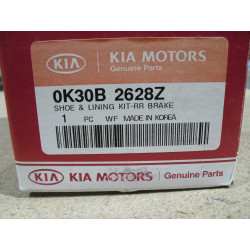 KIA KIA MOTORS
Genuine Parts
0K30B 2628Z
SHOE & LINING KIT-RR BRAKE
1 PC WF MADE IN KOREA
KIA KIA MOTORS Genuine Parts